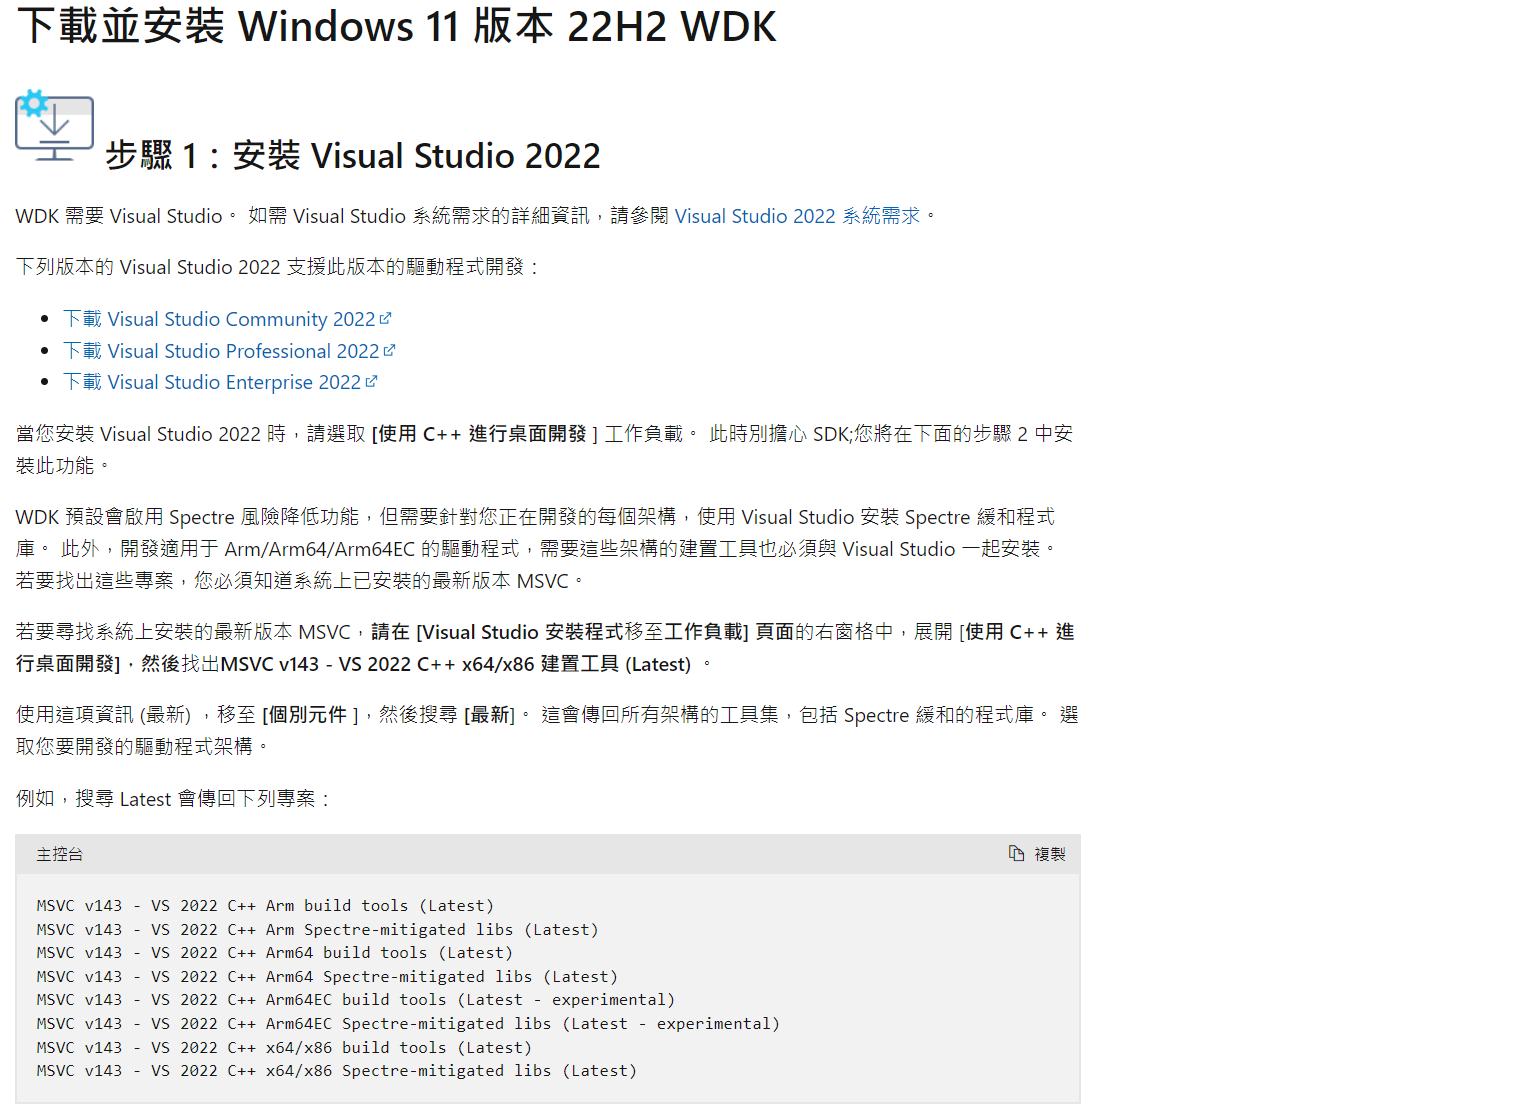 下載並安裝 Windows 11 版本 22H2 WDK
步驟 1：安裝 Visual Studio 2022
WDK 需要 Visual Studio。 如需 Visual Studio 系統需求的詳細資訊，請參閱 Visual Studio 2022 系統需求。
下列版本的 Visual Studio 2022 支援此版本的驅動程式開發：
下載 Visual Studio Community 2022
下載 Visual Studio Professional 2022
下載 Visual Studio Enterprise 2022
當您安裝 Visual Studio 2022 時，請選取 [使用 C++ 進行桌面開發 ] 工作負載。 此時別擔心 SDK;您將在下面的步驟 2 中安
裝此功能。
WDK 預設會啟用 Spectre 風險降低功能，但需要針對您正在開發的每個架構，使用 Visual Studio 安裝 Spectre 緩和程式
庫。 此外，開發適用于 Arm/Arm64/Arm64EC 的驅動程式，需要這些架構的建置工具也必須與 Visual Studio 一起安裝。
若要找出這些專案，您必須知道系統上已安裝的最新版本 MSVC。
若要尋找系統上安裝的最新版本 MSVC，請在 [Visual Studio 安裝程式移至工作負載] 頁面的右窗格中，展開 [使用 C++ 進
行桌面開發]，然後找出MSVC v143 - VS 2022 C++ x64/x86 建置工具 (Latest) 。
使用這項資訊 (最新) ，移至 [個別元件 ]，然後搜尋 [最新]。 這會傳回所有架構的工具集，包括 Spectre 緩和的程式庫。 選
取您要開發的驅動程式架構。
例如，搜尋 Latest 會傳回下列專案：
主控台 複製
MSVC v143 - VS 2022 C++ Arm build tools (Latest)
MSVC v143 - VS 2022 C++ Arm Spectre-mitigated libs (Latest)
MSVC v143 - VS 2022 C++ Arm64 build tools (Latest)
MSVC v143 - VS 2022 C++ Arm64 Spectre-mitigated libs (Latest)
MSVC v143 - VS 2022 C++ Arm64EC build tools (Latest - experimental)
MSVC v143 - VS 2022 C++ Arm64EC Spectre-mitigated libs (Latest - experimental)
MSVC v143 - VS 2022 C++ x64/x86 build tools (Latest)
MSVC v143 - VS 2022 C++ x64/x86 Spectre-mitigated libs (Latest)